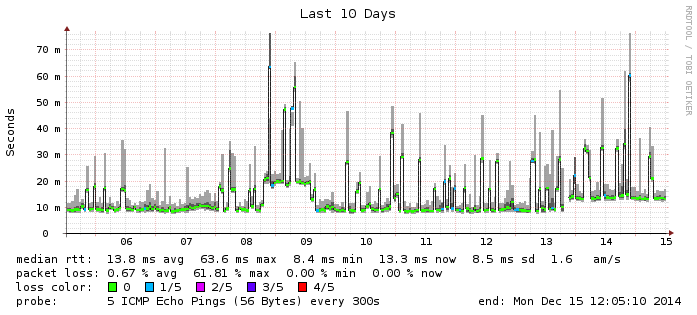 Last 10 Days
RRDTOOL / TOBI OETIKER
Seconds
70 m
60 m
50 m
40 m
30 m
20 m
10 m
0
06 07 08 09 10 11 12 13 14 15
median rtt: 13.8 ms avg 63.6 ms max 8.4 ms min 13.3 ms now 8.5 ms sd 1.6 am/s
packet loss: 0.67 % avg 61.81 % max 0.00 % min 0.00 % now
loss color: 0 1/5 2/5 3/5 4/5
probe: 5 ICMP Echo Pings (56 Bytes) every 300s end: Mon Dec 15 12:05:10 2014